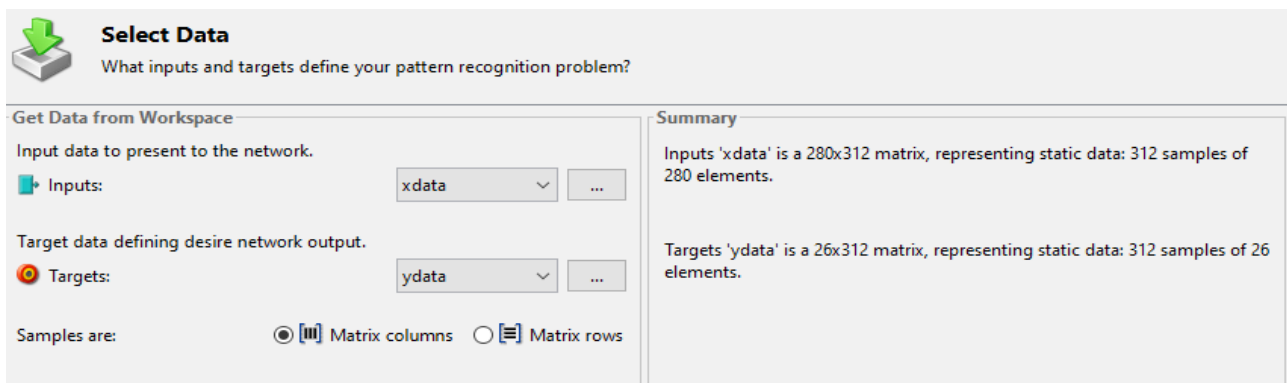 Select Data
What inputs and targets define your pattern recognition problem?
Get Data from Workspace
Input data to present to the network.
Inputs:
xdata
...
Target data defining desire network output.
Targets:
ydata
...
Samples are:
Matrix columns
Matrix rows
Summary
Inputs 'xdata' is a 280x312 matrix, representing static data: 312 samples of
280 elements.
Targets 'ydata' is a 26x312 matrix, representing static data: 312 samples of 26
elements.